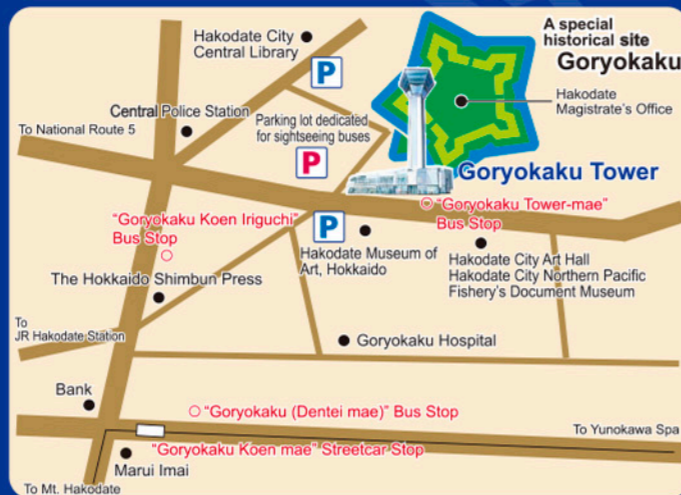 Hakodate City
Central Library
P
A special
historical site
Goryokaku
Hakodate
Magistrate's Office
Central Police Station
To National Route 5
Parking lot dedicated
for sightseeing buses
P
Goryokaku Tower
"Goryokaku Koen Iriguchi"
Bus Stop
P
"Goryokaku Tower-mae"
Bus Stop
Hakodate Museum of
Art, Hokkaido
Hakodate City Art Hall
Hakodate City Northern Pacific
Fishery's Document Museum
The Hokkaido Shimbun Press
To
JR Hakodate Station
Goryokaku Hospital
Bank
"Goryokaku (Dentei mae)" Bus Stop
To Yunokawa Spa
"Goryokaku Koen mae" Streetcar Stop
Marui Imai
To Mt. Hakodate